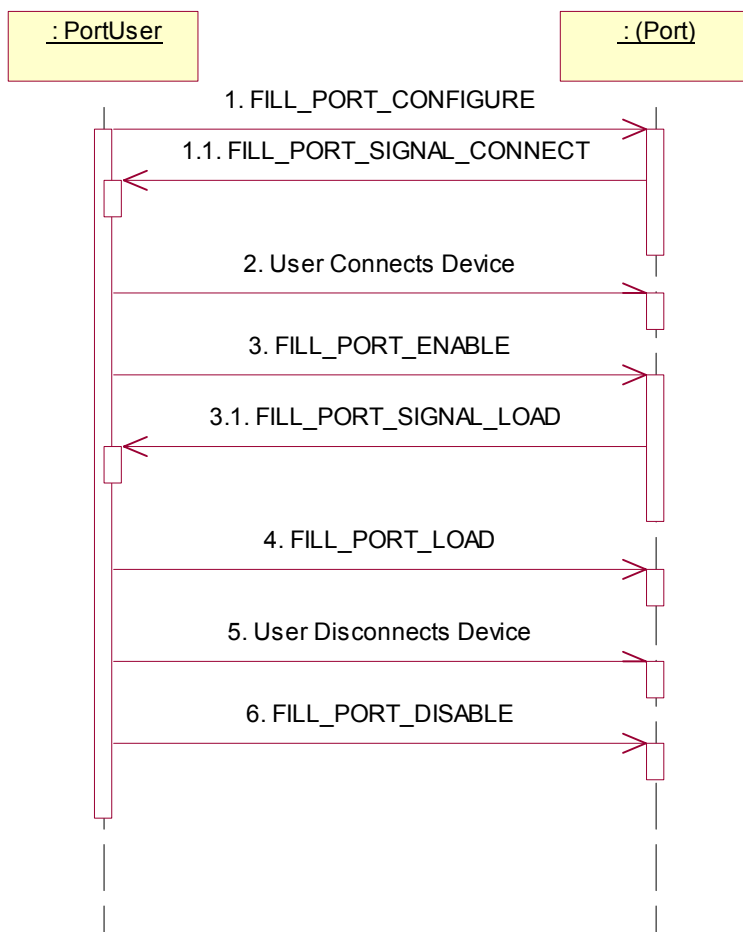 : PortUser
: (Port)
1. FILL_PORT_CONFIGURE
1.1. FILL_PORT_SIGNAL_CONNECT
2. User Connects Device
3. FILL_PORT_ENABLE
3.1. FILL_PORT_SIGNAL_LOAD
4. FILL_PORT_LOAD
5. User Disconnects Device
6. FILL_PORT_DISABLE